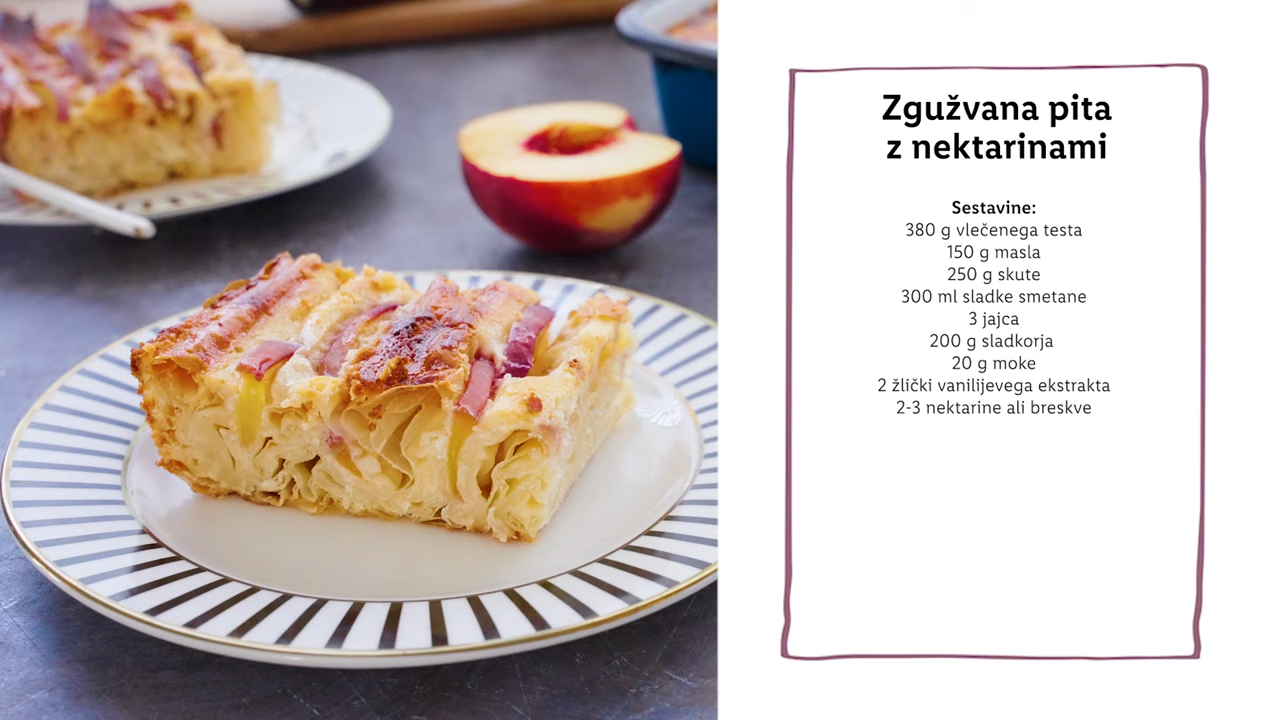 Zgužvana pita
z nektarinami
Sestavine:
380 g vlečenega testa
150 g masla
250 g skute
300 ml sladke smetane
3 jajca
200 g sladkorja
20 g moke
2 žlički vanilijevega ekstrakta
2-3 nektarine ali breskve